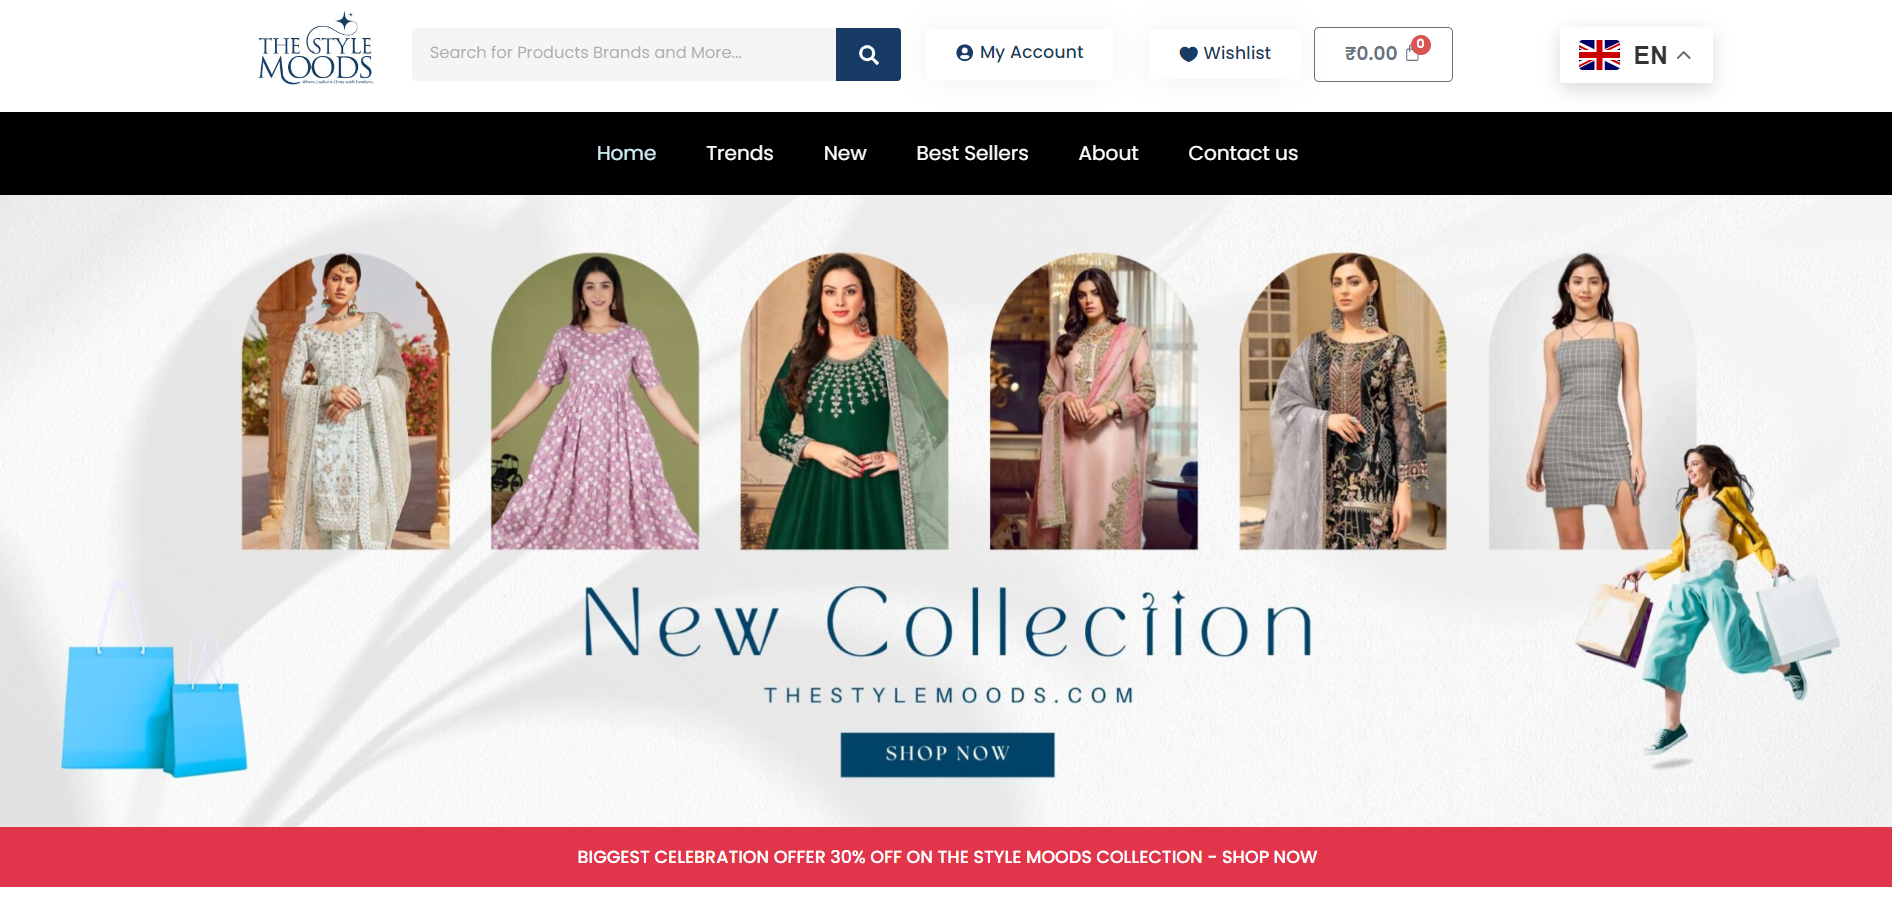 THE STYLE
MOODS
Search for Products Brands and More...
My Account
Wishlist
₹0.00
0
EN
Home
Trends
New
Best Sellers
About
Contact us
New Collection
THESTYLEMOODS.COM
SHOP NOW
BIGGEST CELEBRATION OFFER 30% OFF ON THE STYLE MOODS COLLECTION - SHOP NOW